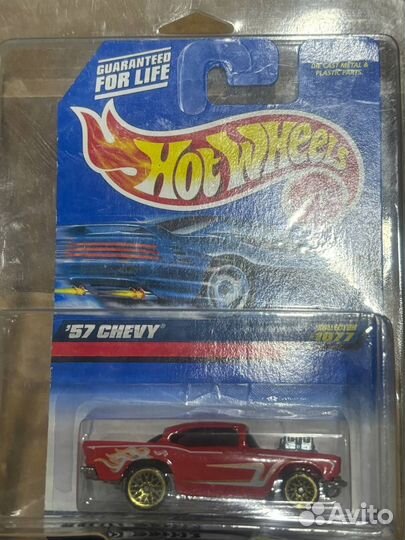 GUARANTEED
FOR LIFE
DIE CAST METAL &
PLASTIC PARTS.
HOT WHEELS
'57 CHEVY
COLLECTOR
1077
Avito